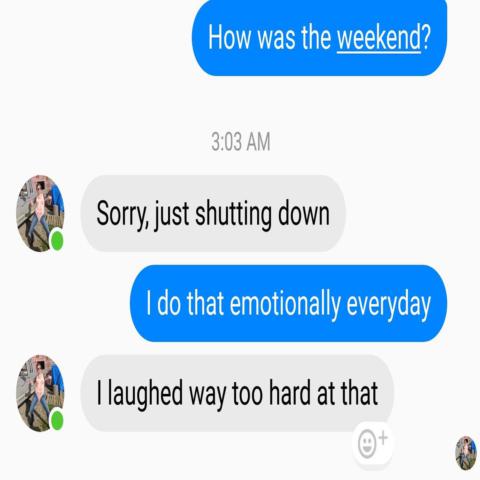 How was the weekend?
3:03 AM
Sorry, just shutting down
I do that emotionally everyday
I laughed way too hard at that